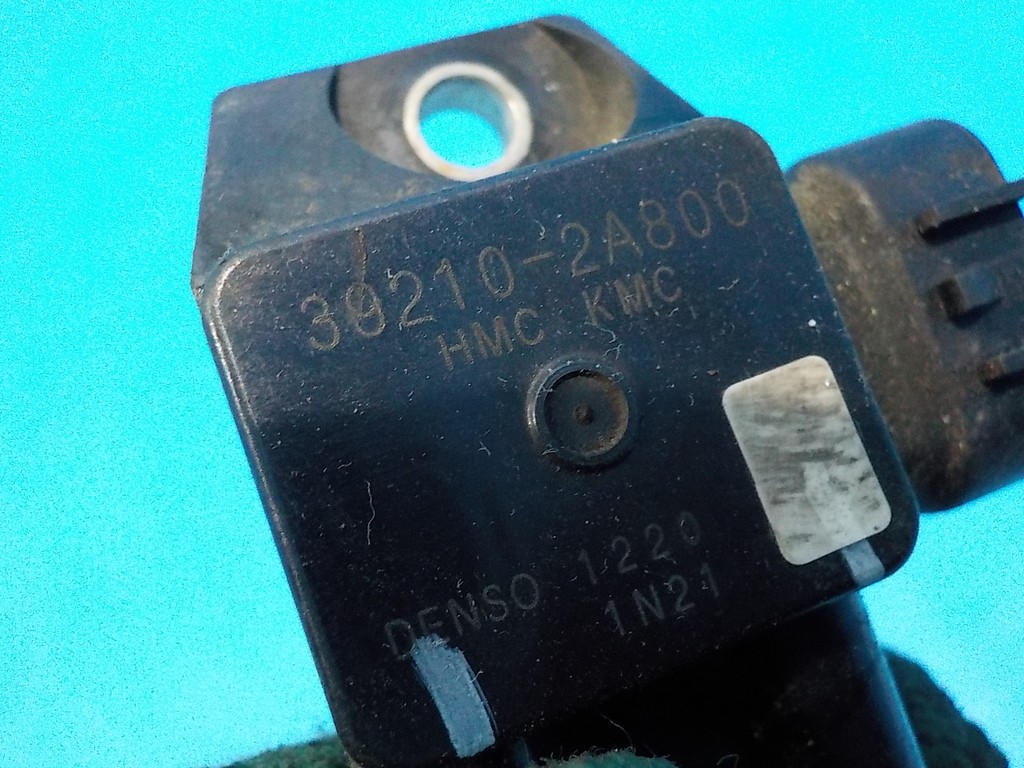 39210-2A800
HMC KMC
DENSO 1220
1N21